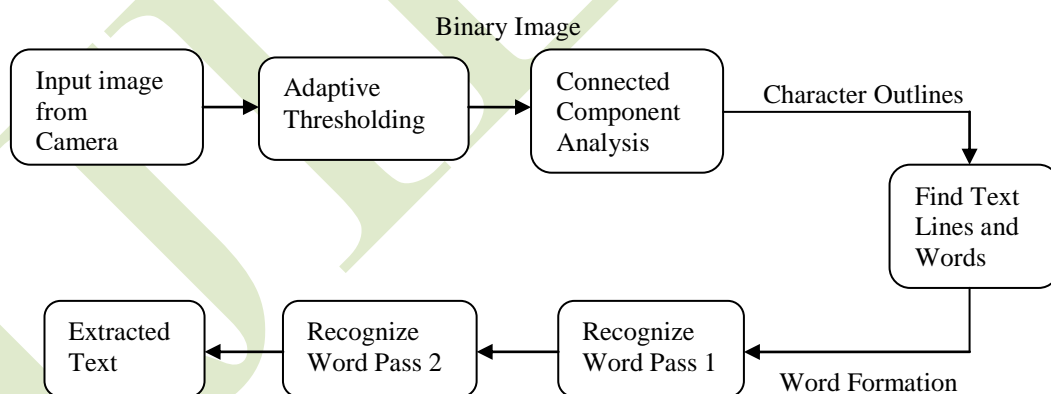 Binary Image
Input image
from
Camera
Adaptive
Thresholding
Connected
Component
Analysis
Character Outlines
Find Text
Lines and
Words
Word Formation
Recognize
Word Pass 1
Recognize
Word Pass 2
Extracted
Text